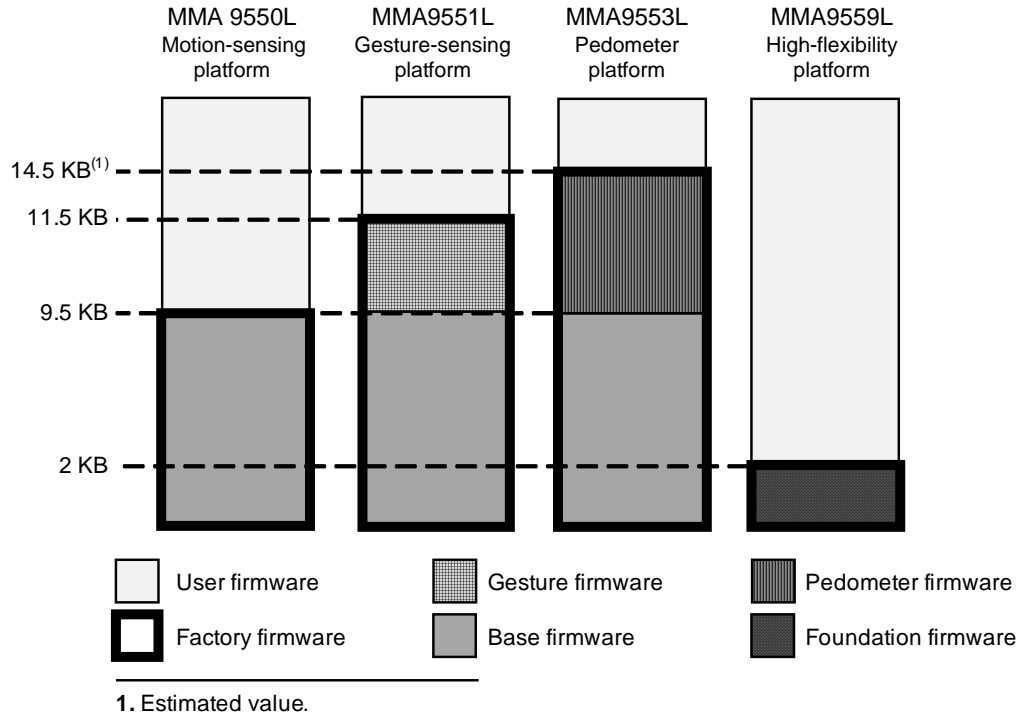 MMA 9550L
Motion-sensing
platform
MMA9551L
Gesture-sensing
platform
MMA9553L
Pedometer
platform
MMA9559L
High-flexibility
platform
14.5 KB(1)
11.5 KB
9.5 KB
2 KB
User firmware
Gesture firmware
Pedometer firmware
Factory firmware
Base firmware
Foundation firmware
1. Estimated value.